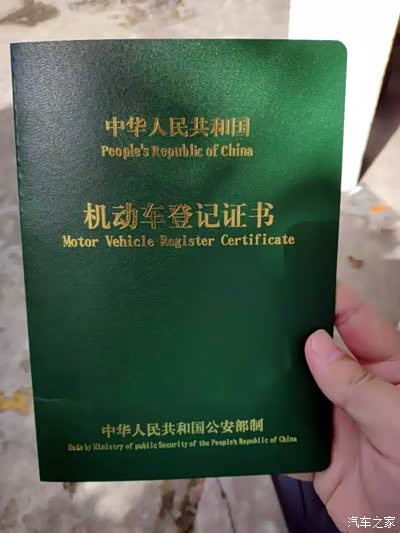 中华人民共和国
People's Republic of China
机动车登记证书
Motor Vehicle Register Certificate
中华人民共和国公安部制
Made by Ministry of public Security of the People's Republic of China
汽车之家